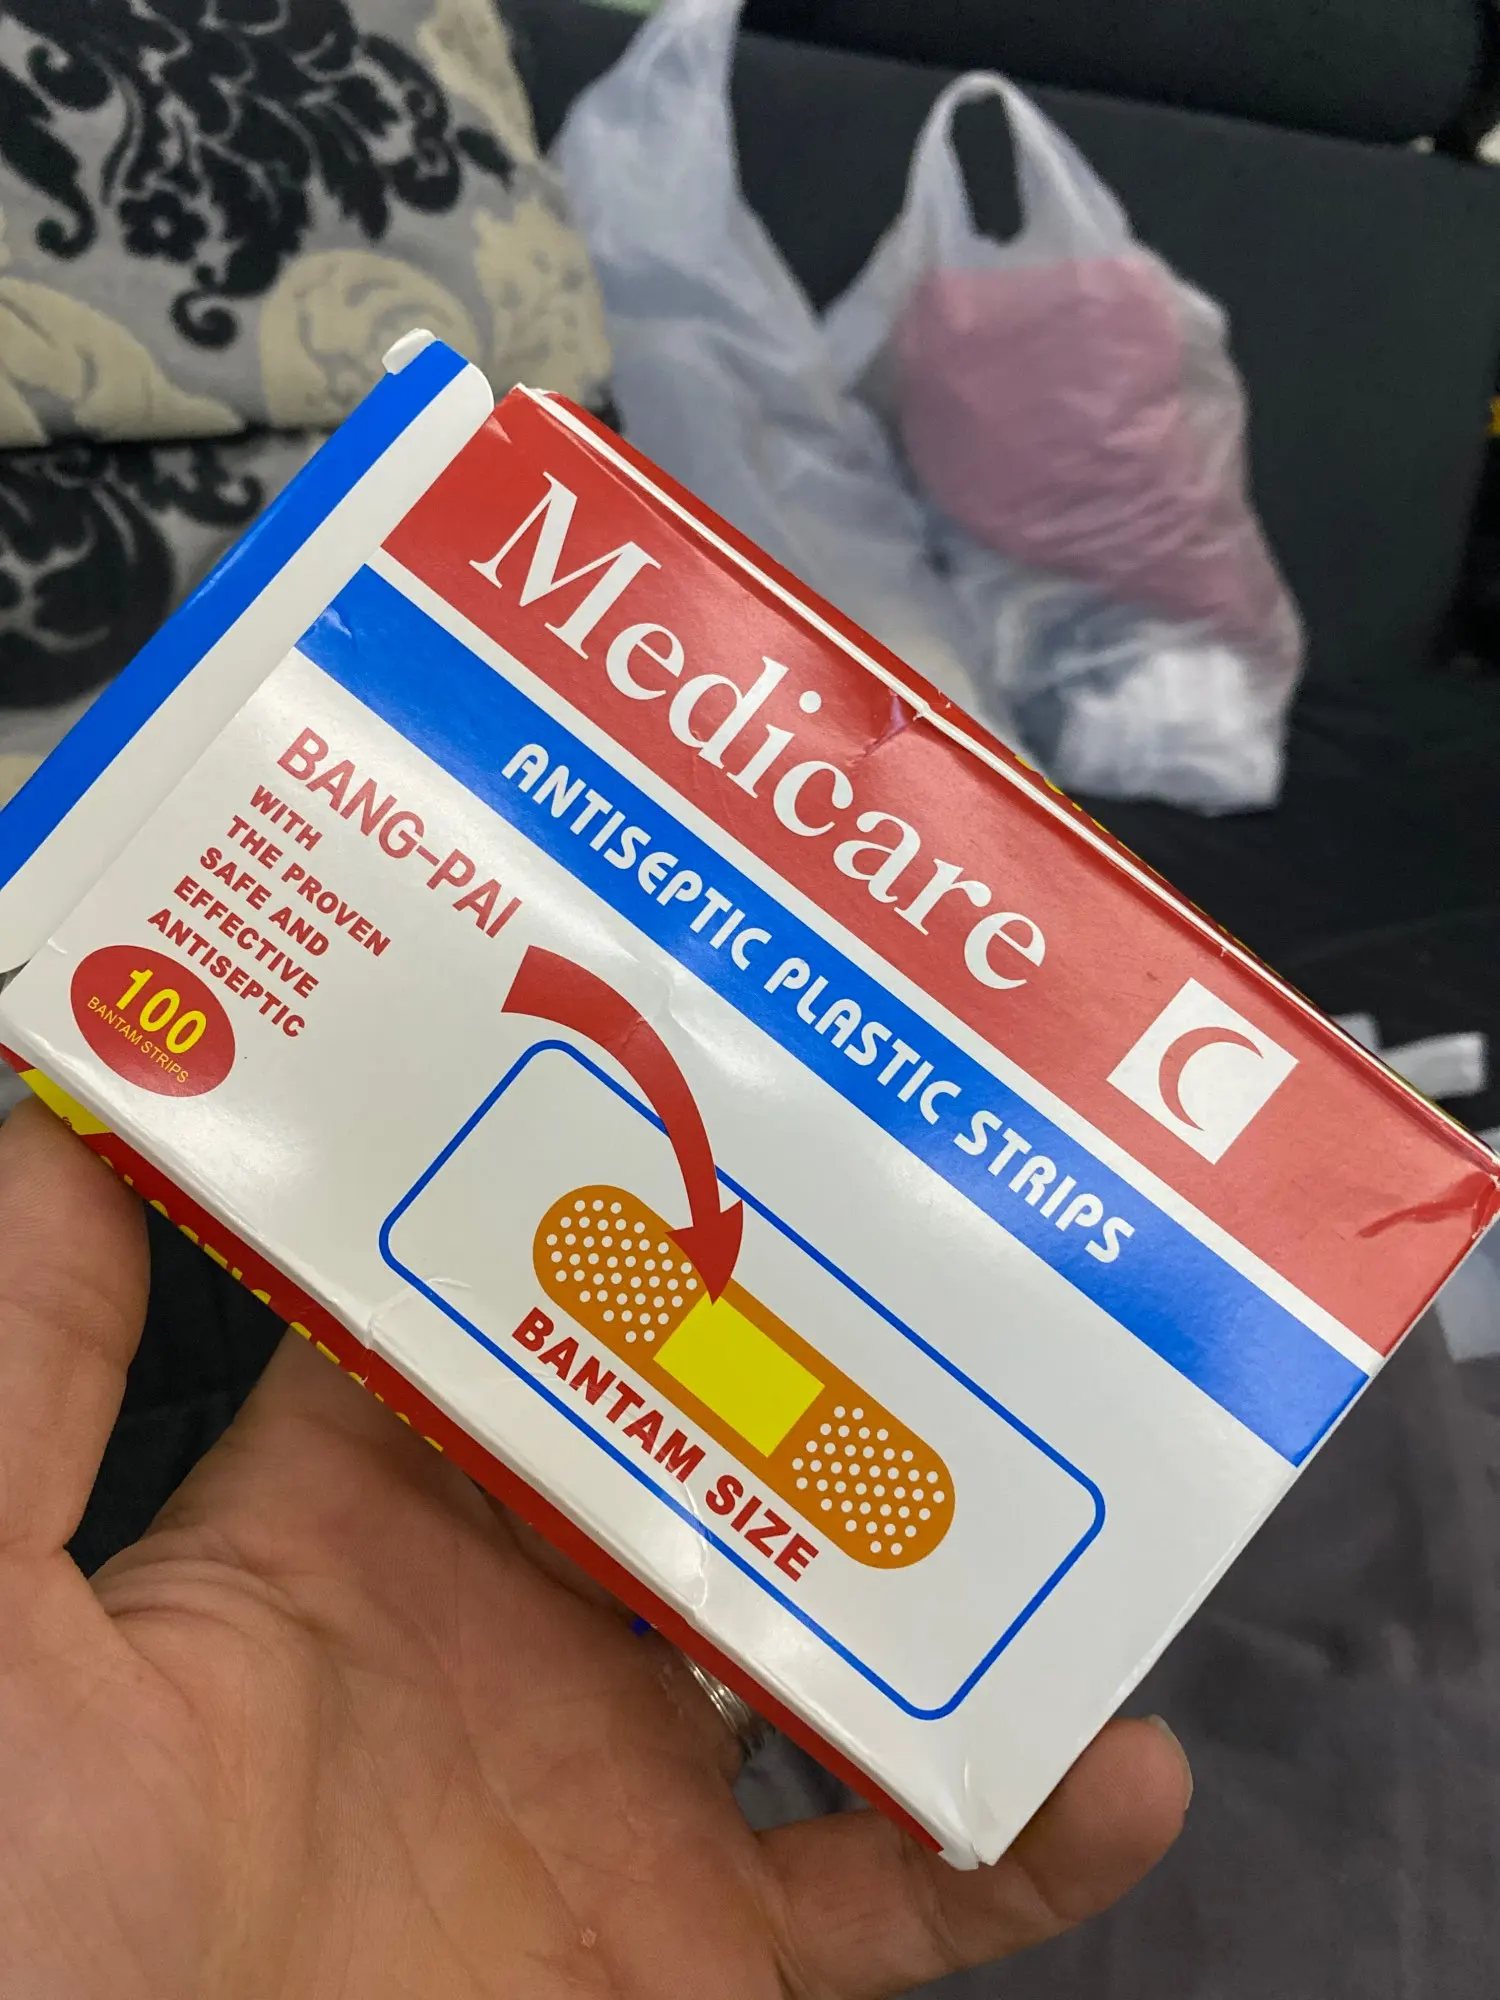 Medicare
ANTISEPTIC PLASTIC STRIPS
BANG-PAI
WITH
THE PROVEN
SAFE AND
EFFECTIVE
ANTISEPTIC
100
BANTAM STRIPS
BANTAM SIZE